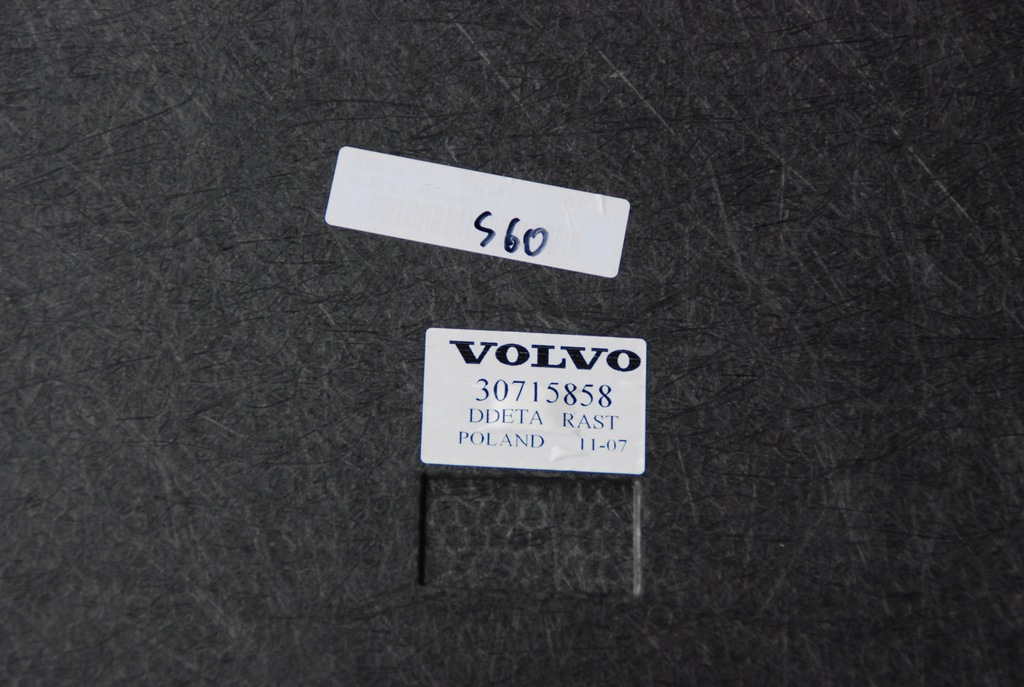 S60
VOLVO
30715858
DDETA RAST
POLAND 11-07